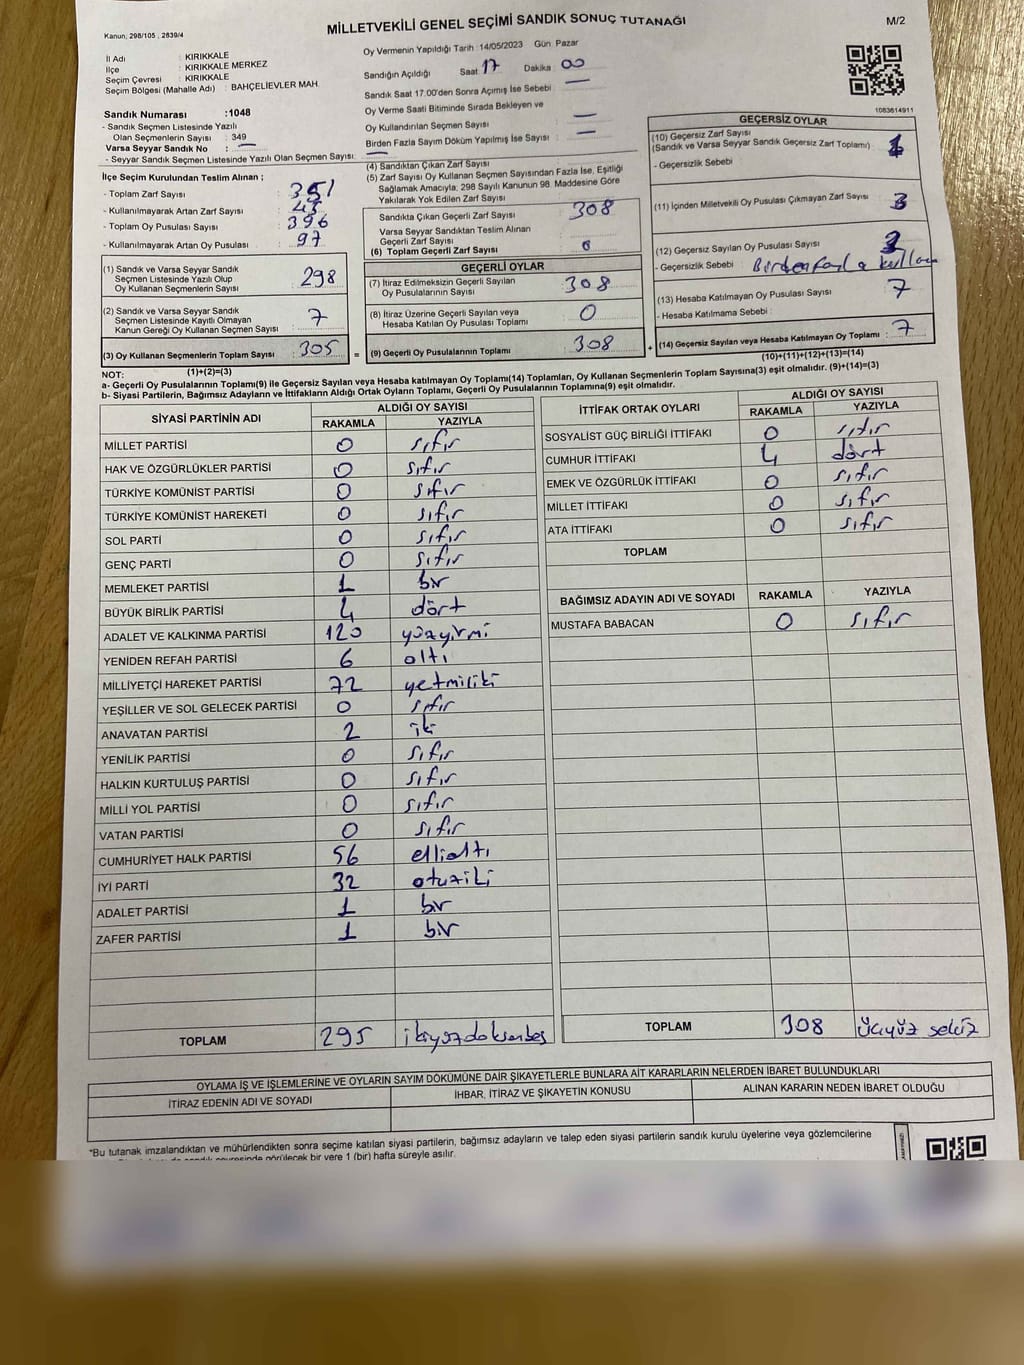 Kanun, 298/105 , 2839/4
MİLLETVEKİLİ GENEL SEÇİMİ SANDIK SONUÇ TUTANAĞI
M/2
İl Adı : KIRIKKALE
İlçe : KIRIKKALE MERKEZ
Seçim Çevresi : KIRIKKALE
Seçim Bölgesi (Mahalle Adı) : BAHÇELİEVLER MAH.
Sandık Numarası :1048
- Sandık Seçmen Listesinde Yazılı
Olan Seçmenlerin Sayısı : 349
Varsa Seyyar Sandık No : —
- Seyyar Sandık Seçmen Listesinde Yazılı Olan Seçmen Sayısı:
Oy Vermenin Yapıldığı Tarih :14/05/2023 Gün: Pazar
Sandığın Açıldığı Saat: 17 Dakika: 00
Sandık Saat 17.00'den Sonra Açımış İse Sebebi : —
Oy Verme Saati Bitiminde Sırada Bekleyen ve
Oy Kullandırılan Seçmen Sayısı : —
Birden Fazla Sayım Döküm Yapılmış İse Sayısı : —
1083614911
İlçe Seçim Kurulundan Teslim Alınan ;
- Toplam Zarf Sayısı : 351
- Kullanılmayarak Artan Zarf Sayısı : 45
- Toplam Oy Pusulası Sayısı : 396
- Kullanılmayarak Artan Oy Pusulası : 97
(1) Sandık ve Varsa Seyyar Sandık
Seçmen Listesinde Yazılı Olup
Oy Kullanan Seçmenlerin Sayısı : 298
(2) Sandık ve Varsa Seyyar Sandık
Seçmen Listesinde Kayıtlı Olmayan
Kanun Gereği Oy Kullanan Seçmen Sayısı : 7
(3) Oy Kullanan Seçmenlerin Toplam Sayısı : 305
(1)+(2)=(3)
(4) Sandıktan Çıkan Zarf Sayısı :
(5) Zarf Sayısı Oy Kullanan Seçmen Sayısından Fazla İse, Eşitliği
Sağlamak Amacıyla; 298 Sayılı Kanunun 98. Maddesine Göre
Yakılarak Yok Edilen Zarf Sayısı :
Sandıkta Çıkan Geçerli Zarf Sayısı : 308
Varsa Seyyar Sandıktan Teslim Alınan
Geçerli Zarf Sayısı
(6) Toplam Geçerli Zarf Sayısı : 0
GEÇERLİ OYLAR
(7) İtiraz Edilmeksizin Geçerli Sayılan
Oy Pusulalarının Sayısı : 308
(8) İtiraz Üzerine Geçerli Sayılan veya
Hesaba Katılan Oy Pusulası Toplamı : 0
= (9) Geçerli Oy Pusulalarının Toplamı : 308 +
GEÇERSİZ OYLAR
(10) Geçersiz Zarf Sayısı
(Sandık ve Varsa Seyyar Sandık Geçersiz Zarf Toplamı) :
- Geçersizlik Sebebi :
(11) İçinden Milletvekili Oy Pusulası Çıkmayan Zarf Sayısı :
(12) Geçersiz Sayılan Oy Pusulası Sayısı :
- Geçersizlik Sebebi :
(13) Hesaba Katılmayan Oy Pusulası Sayısı : 7
- Hesaba Katılmama Sebebi :
(14) Geçersiz Sayılan veya Hesaba Katılmayan Oy Toplamı : 7
(10)+(11)+(12)+(13)=(14)
NOT:
a- Geçerli Oy Pusulalarının Toplamı(9) ile Geçersiz Sayılan veya Hesaba katılmayan Oy Toplamı(14) Toplamları, Oy Kullanan Seçmenlerin Toplam Sayısına(3) eşit olmalıdır. (9)+(14)=(3)
b- Siyasi Partilerin, Bağımsız Adayların ve İttifakların Aldığı Ortak Oyların Toplamı, Geçerli Oy Pusulalarının Toplamına(9) eşit olmalıdır.
SİYASİ PARTİNİN ADI ALDIĞI OY SAYISI
RAKAMLA YAZIYLA
MİLLET PARTİSİ 0 sıfır
HAK VE ÖZGÜRLÜKLER PARTİSİ 0 sıfır
TÜRKİYE KOMÜNİST PARTİSİ 0 sıfır
TÜRKİYE KOMÜNİST HAREKETİ 0 sıfır
SOL PARTİ 0 sıfır
GENÇ PARTİ 0 sıfır
MEMLEKET PARTİSİ 1 bir
BÜYÜK BİRLİK PARTİSİ 4 dört
ADALET VE KALKINMA PARTİSİ 120 yüzyirmi
YENİDEN REFAH PARTİSİ 6 altı
MİLLİYETÇİ HAREKET PARTİSİ 72 yetmişiki
YEŞİLLER VE SOL GELECEK PARTİSİ 0 sıfır
ANAVATAN PARTİSİ 2 iki
YENİLİK PARTİSİ 0 sıfır
HALKIN KURTULUŞ PARTİSİ 0 sıfır
MİLLİ YOL PARTİSİ 0 sıfır
VATAN PARTİSİ 0 sıfır
CUMHURİYET HALK PARTİSİ 56 ellialtı
İYİ PARTİ 32 otuziki
ADALET PARTİSİ 1 bir
ZAFER PARTİSİ 1 bir
TOPLAM 295 ikiyüzdoksanbeş
İTTİFAK ORTAK OYLARI ALDIĞI OY SAYISI
RAKAMLA YAZIYLA
SOSYALİST GÜÇ BİRLİĞİ İTTİFAKI 0 sıfır
CUMHUR İTTİFAKI 4 dört
EMEK VE ÖZGÜRLÜK İTTİFAKI 0 sıfır
MİLLET İTTİFAKI 0 sıfır
ATA İTTİFAKI 0 sıfır
TOPLAM
BAĞIMSIZ ADAYIN ADI VE SOYADI RAKAMLA YAZIYLA
MUSTAFA BABACAN 0 sıfır
TOPLAM 308 üçyüz sekiz
OYLAMA İŞ VE İŞLEMLERİNE VE OYLARIN SAYIM DÖKÜMÜNE DAİR ŞİKAYETLERLE BUNLARA AİT KARARLARIN NELERDEN İBARET BULUNDUKLARI
İTİRAZ EDENİN ADI VE SOYADI İHBAR, İTİRAZ VE ŞİKAYETİN KONUSU ALINAN KARARIN NEDEN İBARET OLDUĞU
*Bu tutanak imzalandıktan ve mühürlendikten sonra seçime katılan siyasi partilerin, bağımsız adayların ve talep eden siyasi partilerin sandık kurulu üyelerine veya gözlemcilerine
görülecek bir yere 1 (bir) hafta süreyle asılır.